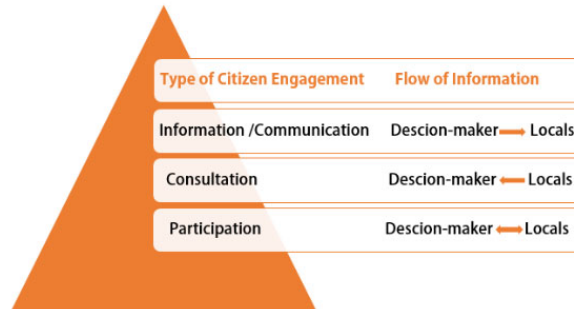 Type of Citizen Engagement Flow of Information
Information /Communication Descion-maker Locals
Consultation Descion-maker Locals
Participation Descion-maker Locals